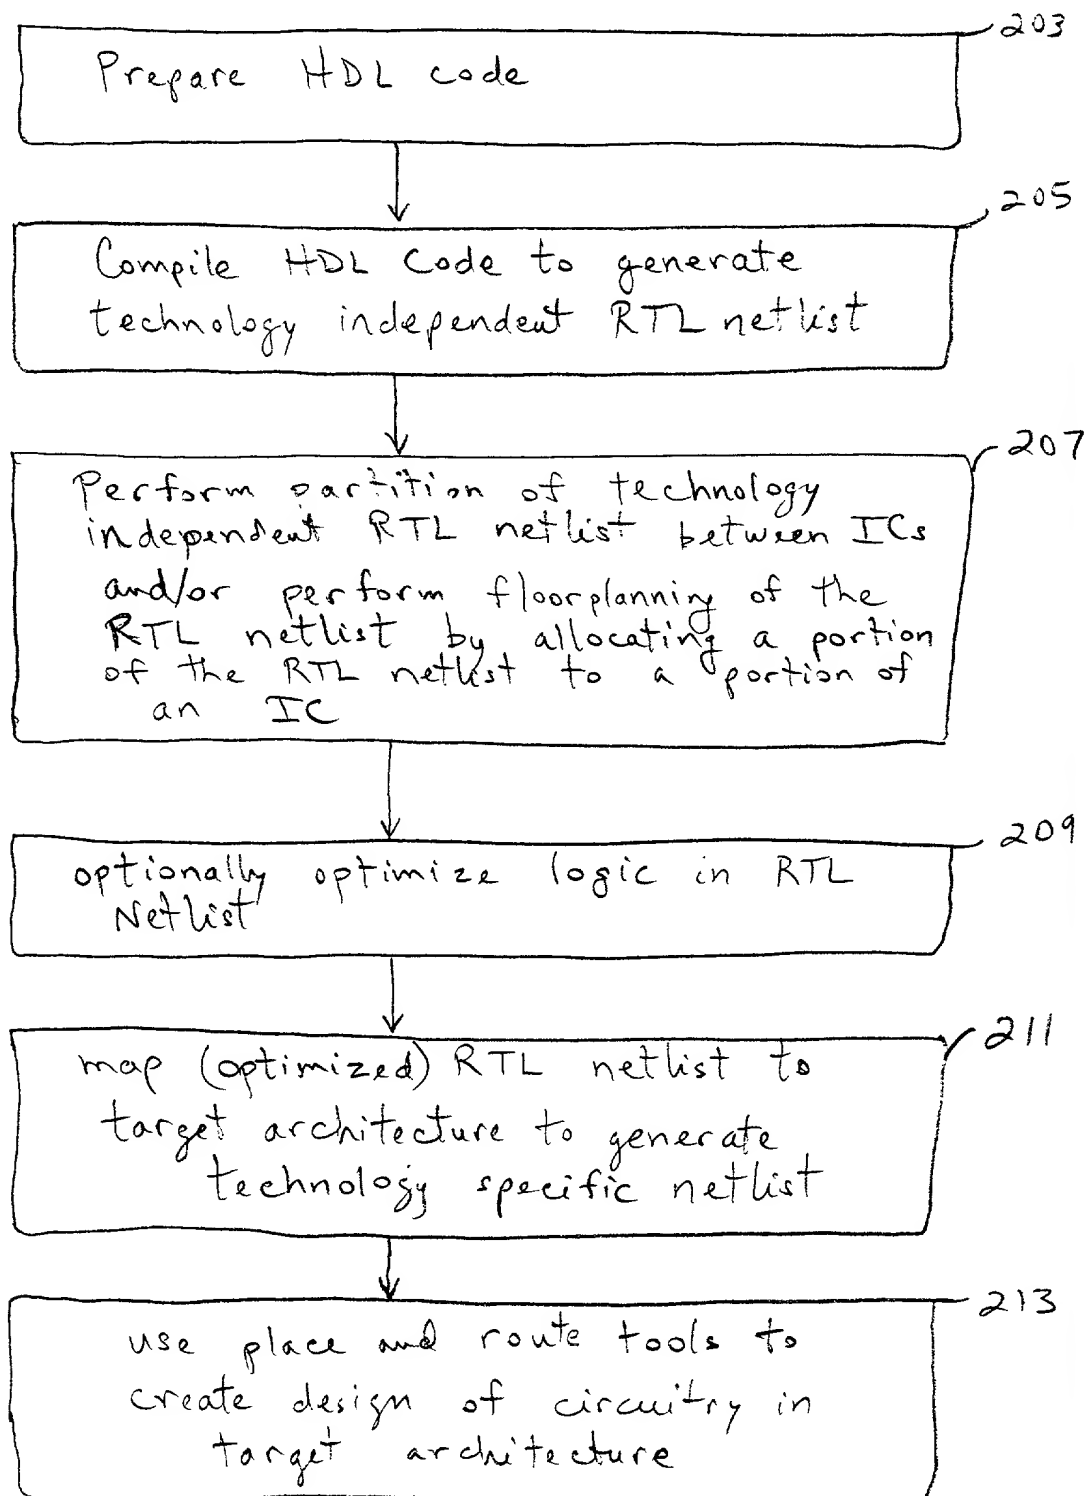 203
Prepare HDL code
205
Compile HDL code to generate
technology independent RTL netlist
207
Perform partition of technology
independent RTL netlist between ICs
and/or perform floorplanning of the
RTL netlist by allocating a portion
of the RTL netlist to a portion of
an IC
209
optionally optimize logic in RTL
Netlist
211
map (optimized) RTL netlist to
target architecture to generate
technology specific netlist
213
use place and route tools to
create design of circuitry in
target architecture